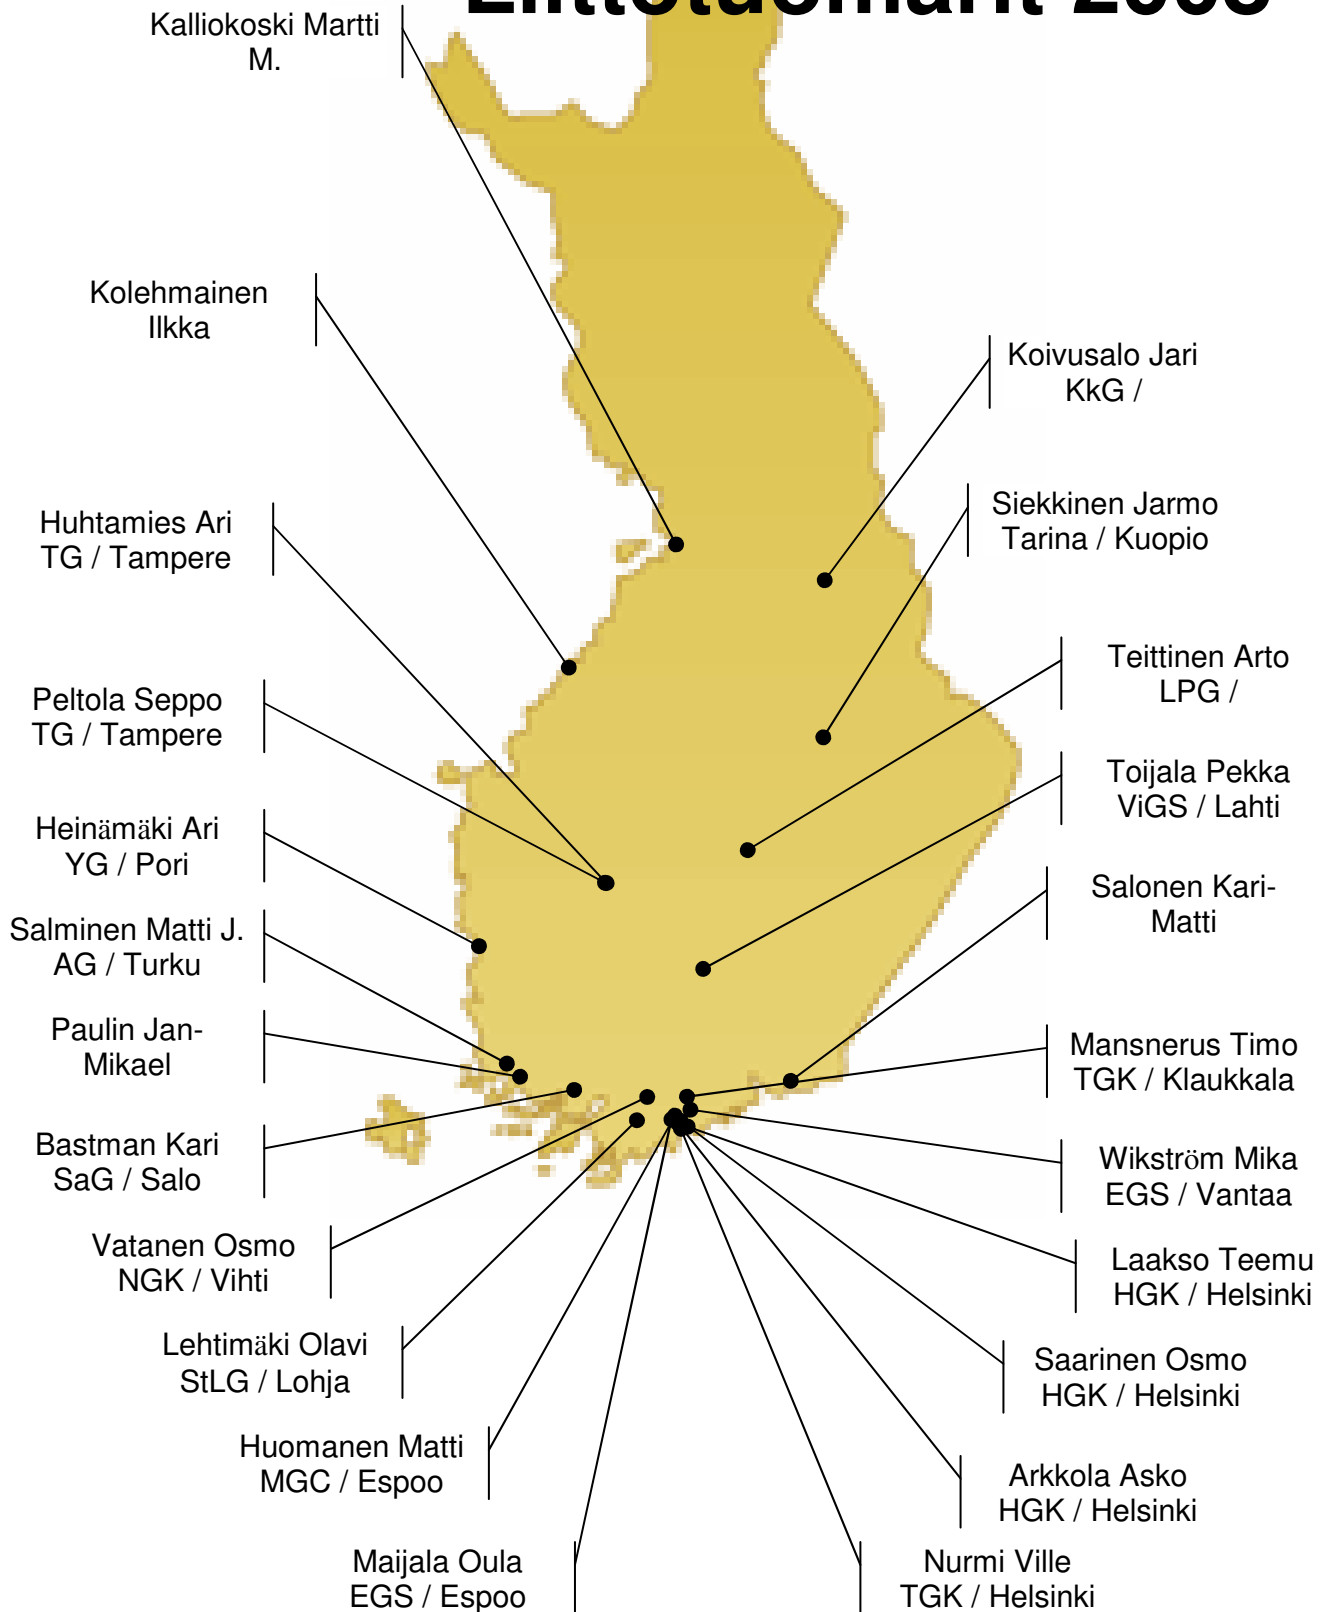 Liittotuomarit 2008
Kalliokoski Martti
M.
Kolehmainen
Ilkka
Koivusalo Jari
KkG /
Siekkinen Jarmo
Tarina / Kuopio
Huhtamies Ari
TG / Tampere
Teittinen Arto
LPG /
Peltola Seppo
TG / Tampere
Toijala Pekka
ViGS / Lahti
Heinämäki Ari
YG / Pori
Salonen Kari-
Matti
Salminen Matti J.
AG / Turku
Paulin Jan-
Mikael
Mansnerus Timo
TGK / Klaukkala
Bastman Kari
SaG / Salo
Wikström Mika
EGS / Vantaa
Vatanen Osmo
NGK / Vihti
Laakso Teemu
HGK / Helsinki
Lehtimäki Olavi
StLG / Lohja
Saarinen Osmo
HGK / Helsinki
Huomanen Matti
MGC / Espoo
Arkkola Asko
HGK / Helsinki
Maijala Oula
EGS / Espoo
Nurmi Ville
TGK / Helsinki